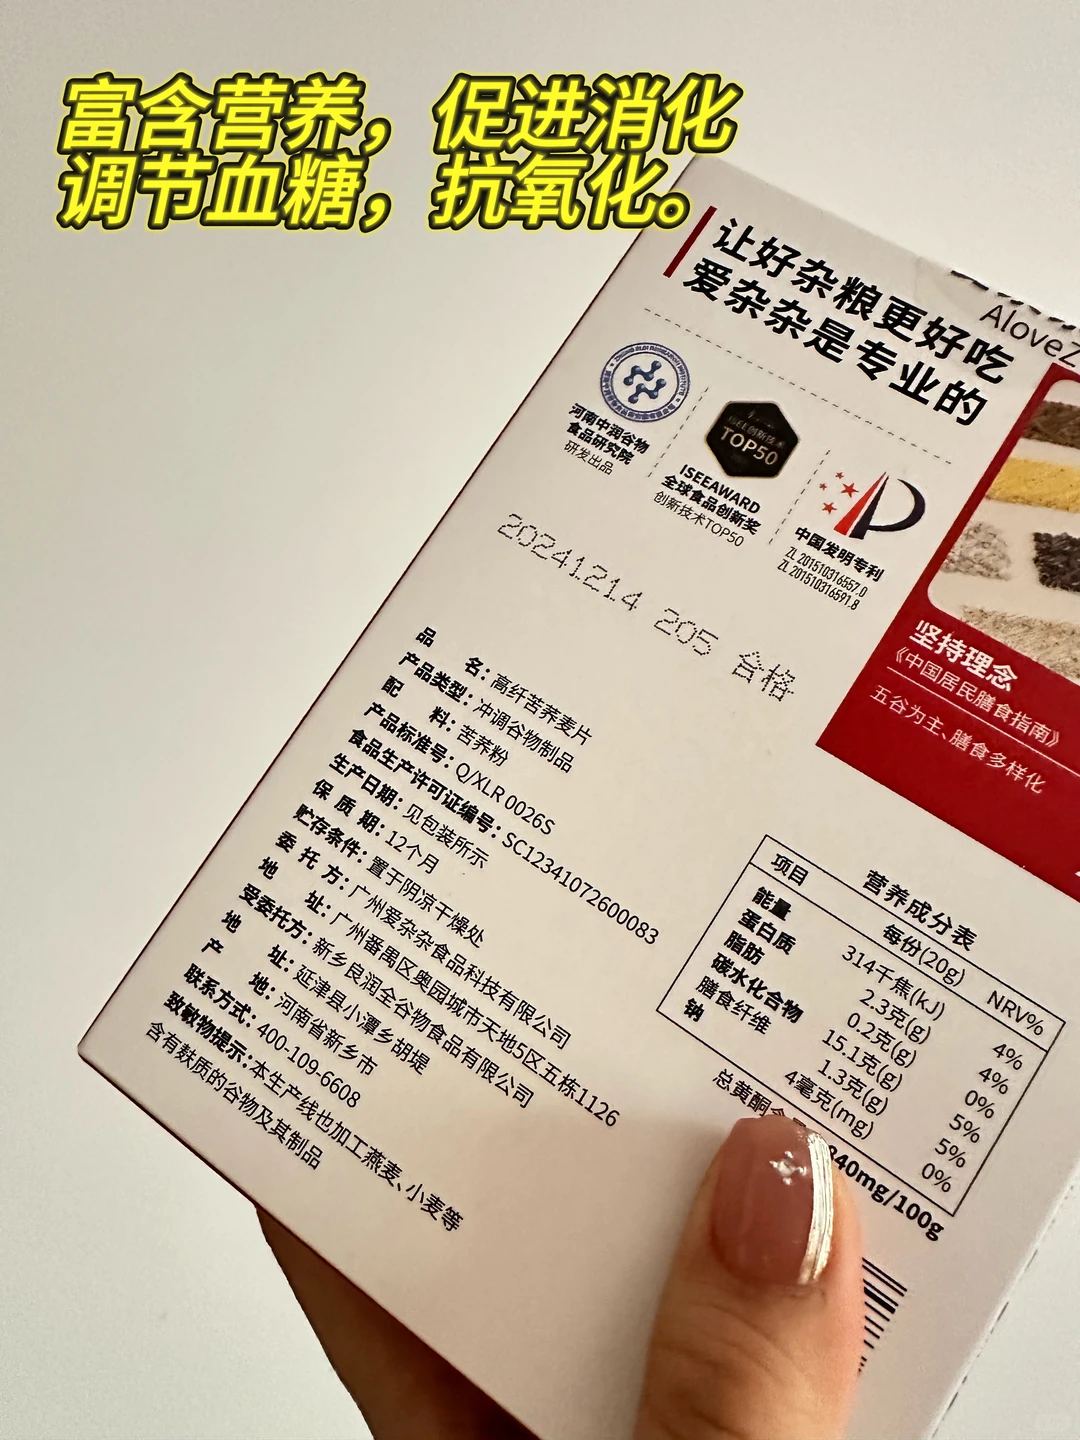 富含营养，促进消化
调节血糖，抗氧化。
让好杂粮更好吃
爱杂杂是专业的
AloveZ
河南中润谷物
食品研究院
研发出品
ISEE创新技术
TOP50
ISEEAWARD
全球食品创新奖
创新技术TOP50
中国发明专利
ZL 201510316557.0
ZL 201510316591.8
20241214 205 合格
坚持理念
《中国居民膳食指南》
五谷为主、膳食多样化
品名：高纤苦荞麦片
产品类型：冲调谷物制品
配料：苦荞粉
产品标准号：Q/XLR 0026S
食品生产许可证编号：SC12341072600083
生产日期：见包装所示
保质期：12个月
贮存条件：置于阴凉干燥处
委托方：广州爱杂杂食品科技有限公司
地址：广州番禺区奥园城市天地5区五栋1126
受委托方：新乡良润全谷物食品有限公司
地址：延津县小潭乡胡堤
产地：河南省新乡市
联系方式：400-109-6608
致敏物提示：本生产线也加工燕麦、小麦等
含有麸质的谷物及其制品
营养成分表
项目 每份(20g) NRV%
能量 314千焦(kJ) 4%
蛋白质 2.3克(g) 4%
脂肪 0.2克(g) 0%
碳水化合物 15.1克(g) 5%
膳食纤维 1.3克(g) 5%
钠 4毫克(mg) 0%
总黄酮含 840mg/100g